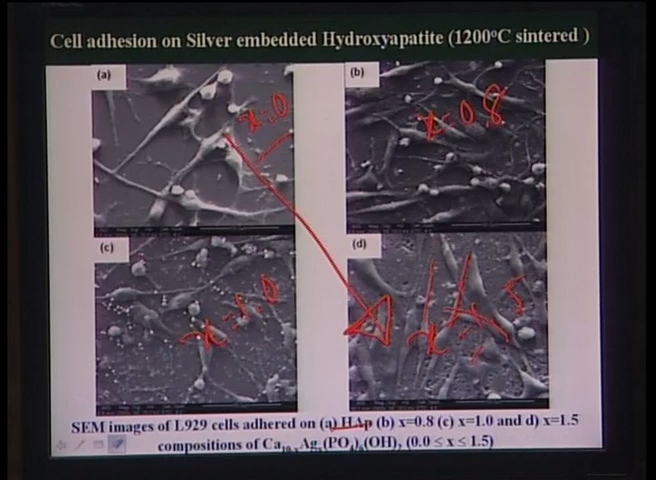 Cell adhesion on Silver embedded Hydroxyapatite (1200°C sintered )
(a)
x=0
(b)
x=0.8
(c)
x=1.0
(d)
x=1.5
SEM images of L929 cells adhered on (a) HAp (b) x=0.8 (c) x=1.0 and d) x=1.5
compositions of Ca10-xAgx(PO4)6(OH)2 (0.0 ≤ x ≤ 1.5)